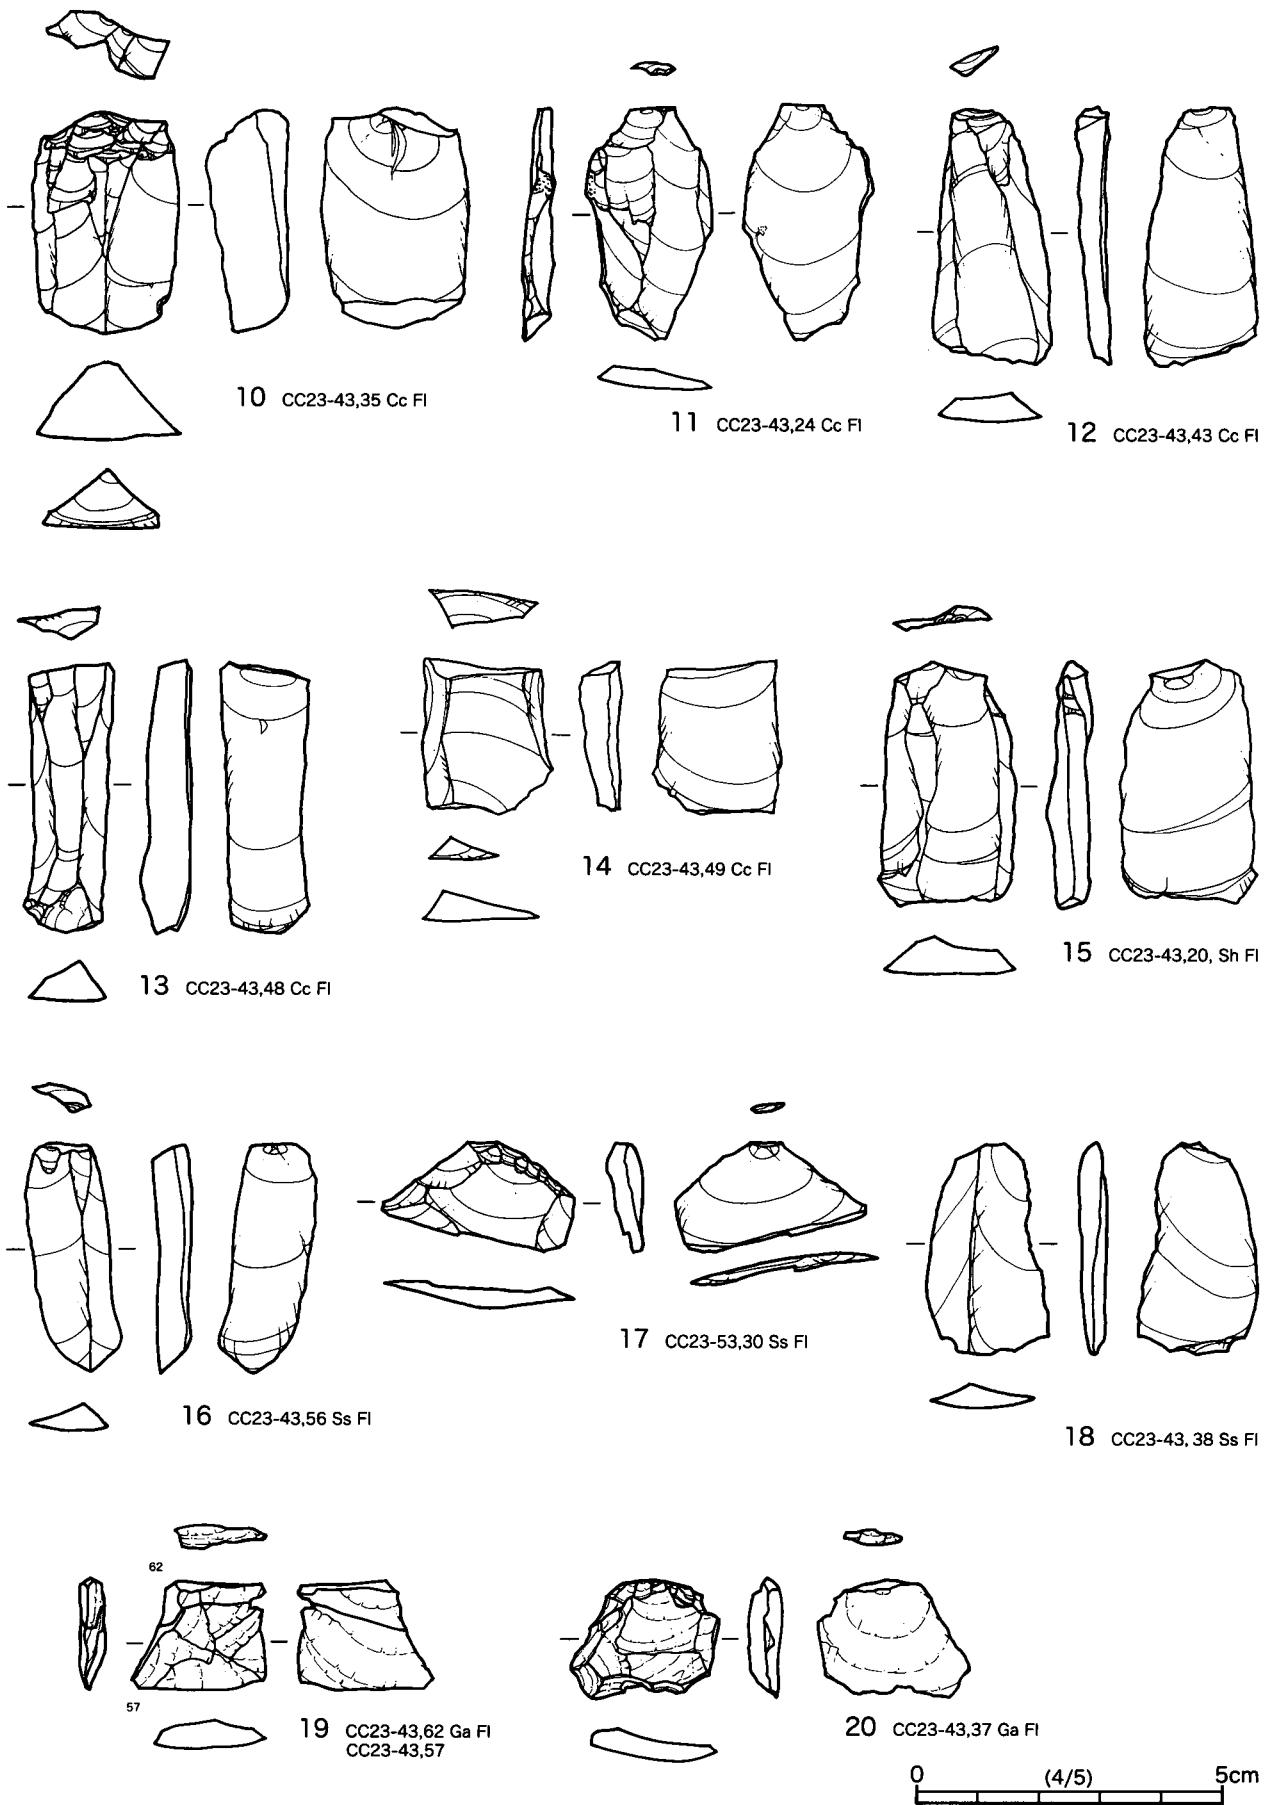 10 CC23-43,35 Cc Fl
11 CC23-43,24 Cc Fl
12 CC23-43,43 Cc Fl
13 CC23-43,48 Cc Fl
14 CC23-43,49 Cc Fl
15 CC23-43,20, Sh Fl
16 CC23-43,56 Ss Fl
17 CC23-53,30 Ss Fl
18 CC23-43,38 Ss Fl
62
57
19 CC23-43,62 Ga Fl
CC23-43,57
20 CC23-43,37 Ga Fl
0 (4/5) 5cm